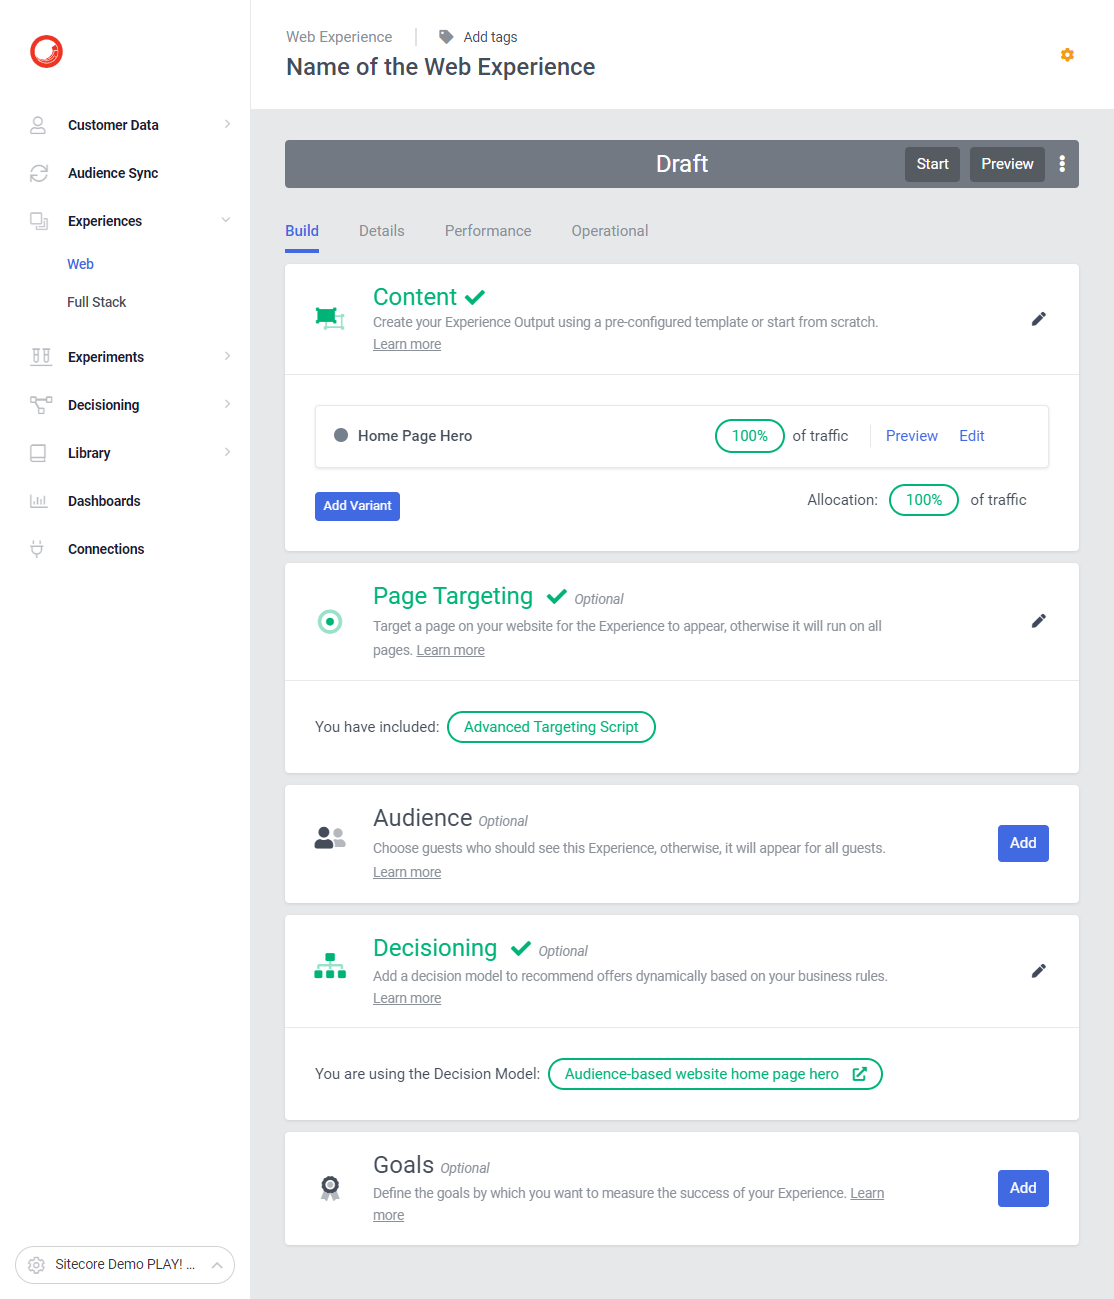 Web Experience
Add tags
Name of the Web Experience
Customer Data
Audience Sync
Experiences
Web
Full Stack
Experiments
Decisioning
Library
Dashboards
Connections
Sitecore Demo PLAY! ...
Draft
Start
Preview
Build
Details
Performance
Operational
Content
Create your Experience Output using a pre-configured template or start from scratch.
Learn more
Home Page Hero
100%
of traffic
Preview
Edit
Add Variant
Allocation:
100%
of traffic
Page Targeting
Optional
Target a page on your website for the Experience to appear, otherwise it will run on all
pages. Learn more
You have included:
Advanced Targeting Script
Audience
Optional
Choose guests who should see this Experience, otherwise, it will appear for all guests.
Learn more
Add
Decisioning
Optional
Add a decision model to recommend offers dynamically based on your business rules.
Learn more
You are using the Decision Model:
Audience-based website home page hero
Goals
Optional
Define the goals by which you want to measure the success of your Experience. Learn
more
Add